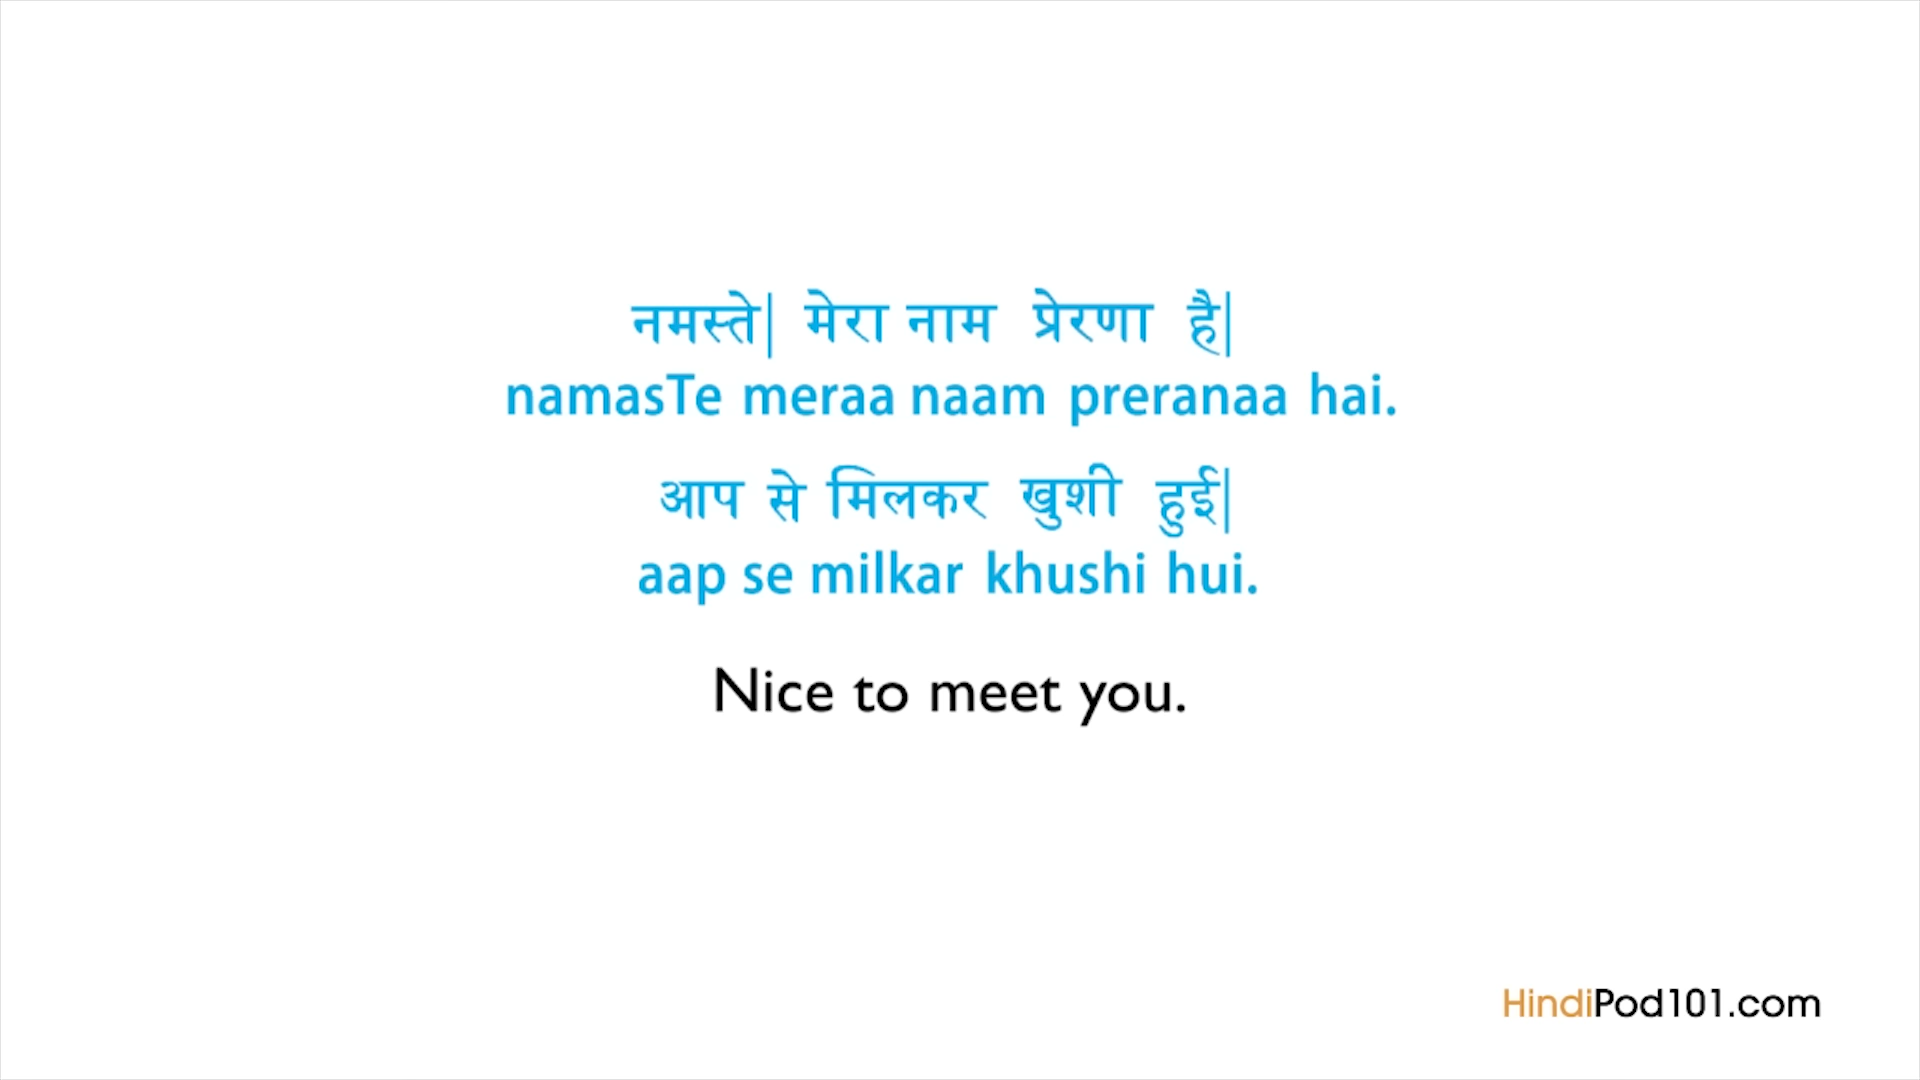 नमस्ते| मेरा नाम प्रेरणा है|
namasTe meraa naam preranaa hai.
आप से मिलकर खुशी हुई|
aap se milkar khushi hui.
Nice to meet you.
HindiPod101.com